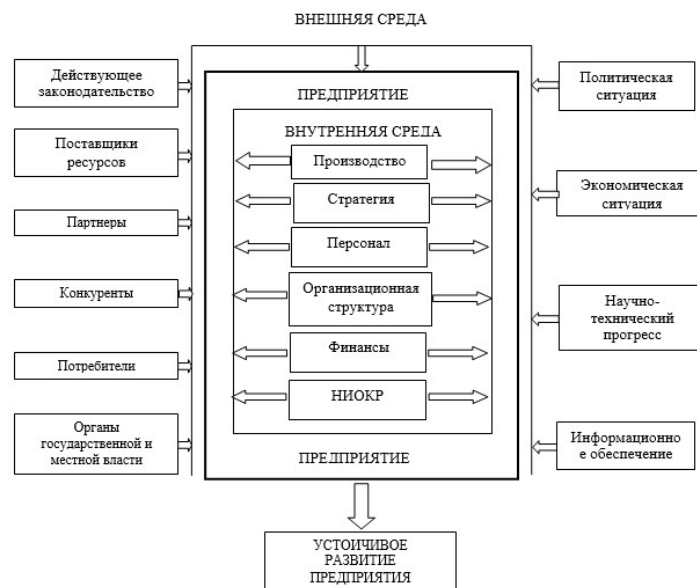 ВНЕШНЯЯ СРЕДА
Действующее
законодательство
Поставщики
ресурсов
Партнеры
Конкуренты
Потребители
Органы
государственной и
местной власти
ПРЕДПРИЯТИЕ
ВНУТРЕННЯЯ СРЕДА
Производство
Стратегия
Персонал
Организационная
структура
Финансы
НИОКР
ПРЕДПРИЯТИЕ
Политическая
ситуация
Экономическая
ситуация
Научно-
технический
прогресс
Информационно
е обеспечение
УСТОИЧИВОЕ
РАЗВИТИЕ
ПРЕДПРИЯТИЯ